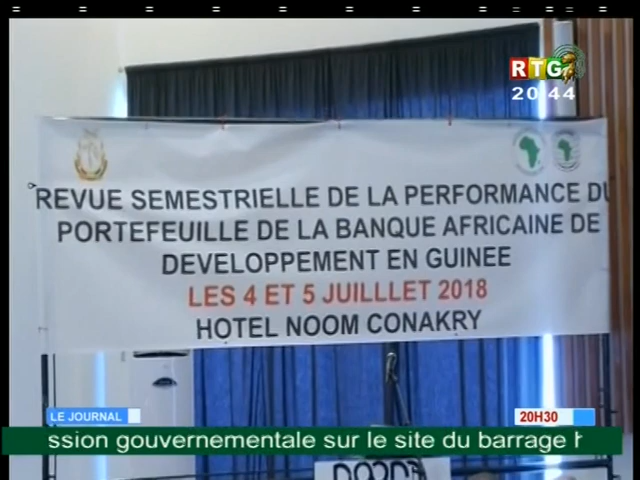 RTG
20:44
REVUE SEMESTRIELLE DE LA PERFORMANCE DU
PORTEFEUILLE DE LA BANQUE AFRICAINE DE
DEVELOPPEMENT EN GUINEE
LES 4 ET 5 JUILLLET 2018
HOTEL NOOM CONAKRY
LE JOURNAL
20H30
ssion gouvernementale sur le site du barrage h